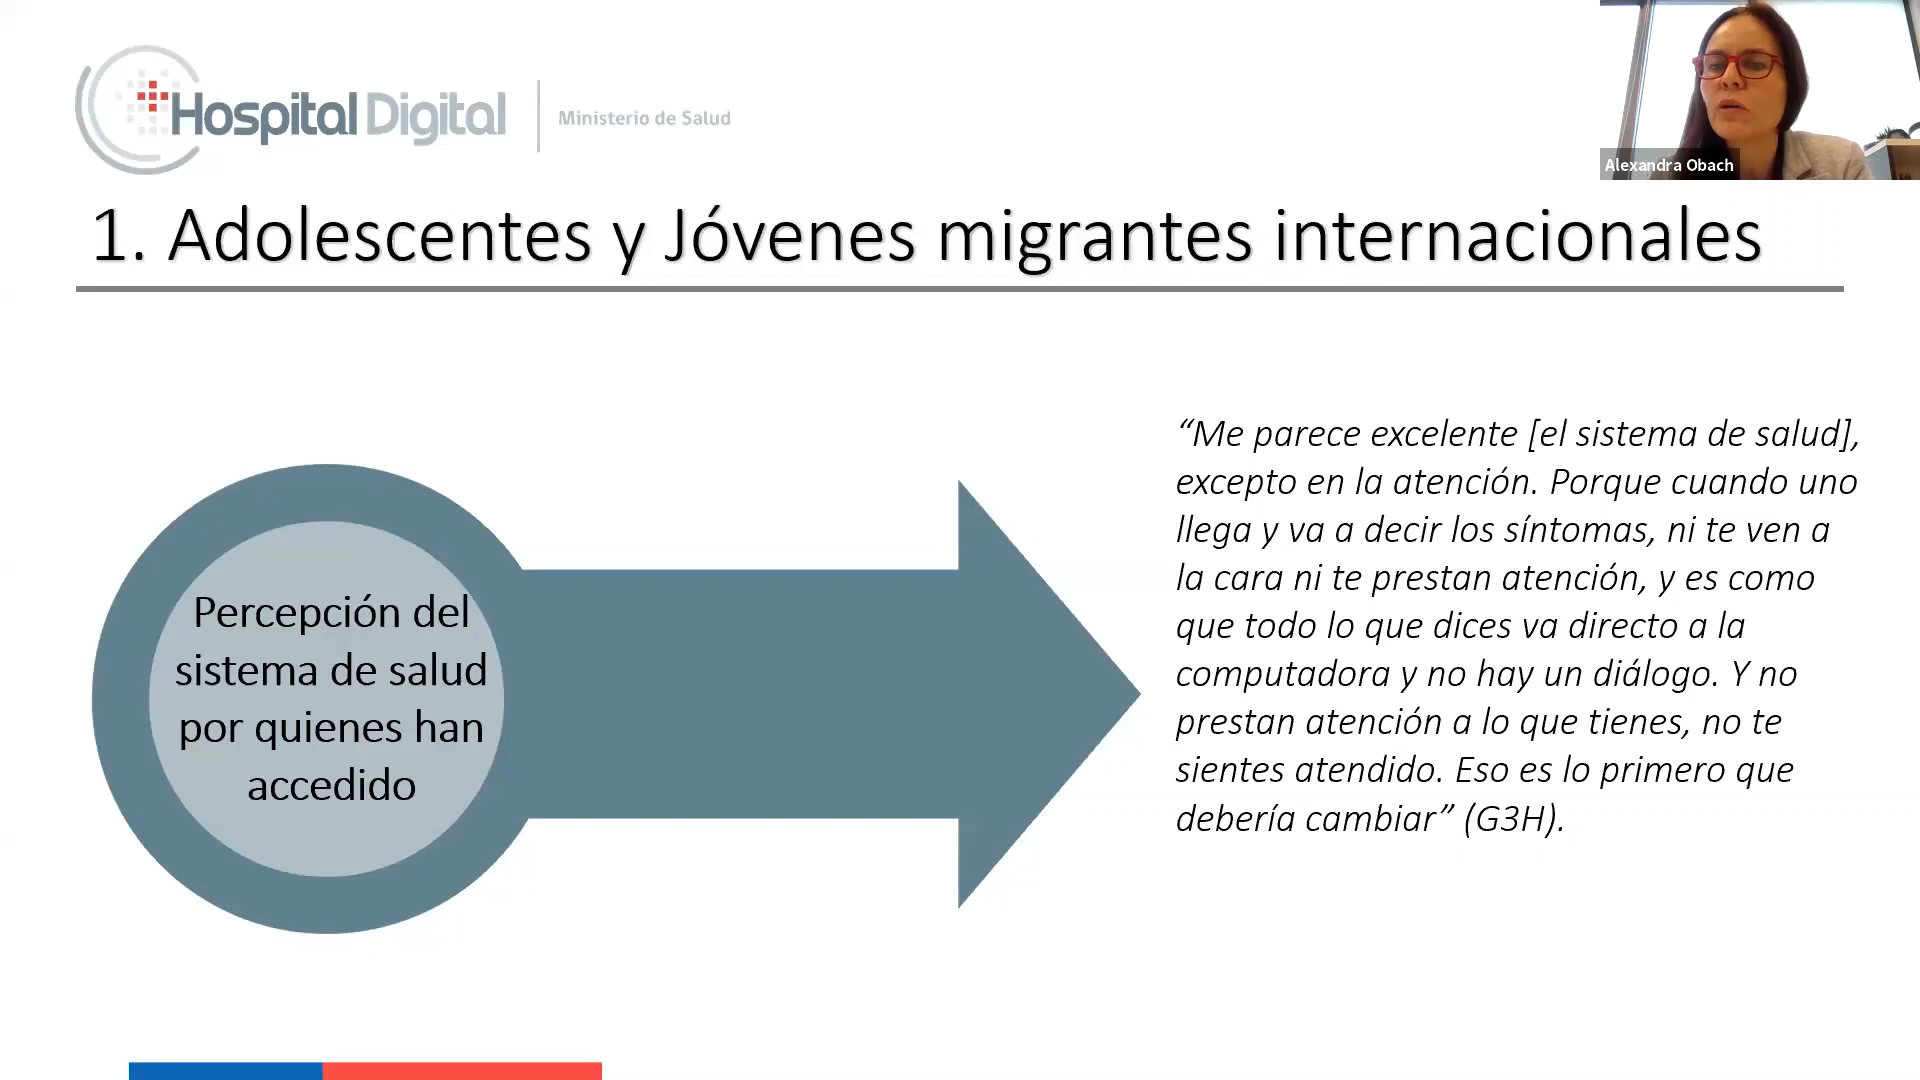 Hospital Digital
Ministerio de Salud
Alexandra Obach
1. Adolescentes y Jóvenes migrantes internacionales
Percepción del
sistema de salud
por quienes han
accedido
“Me parece excelente [el sistema de salud],
excepto en la atención. Porque cuando uno
llega y va a decir los síntomas, ni te ven a
la cara ni te prestan atención, y es como
que todo lo que dices va directo a la
computadora y no hay un diálogo. Y no
prestan atención a lo que tienes, no te
sientes atendido. Eso es lo primero que
debería cambiar” (G3H).